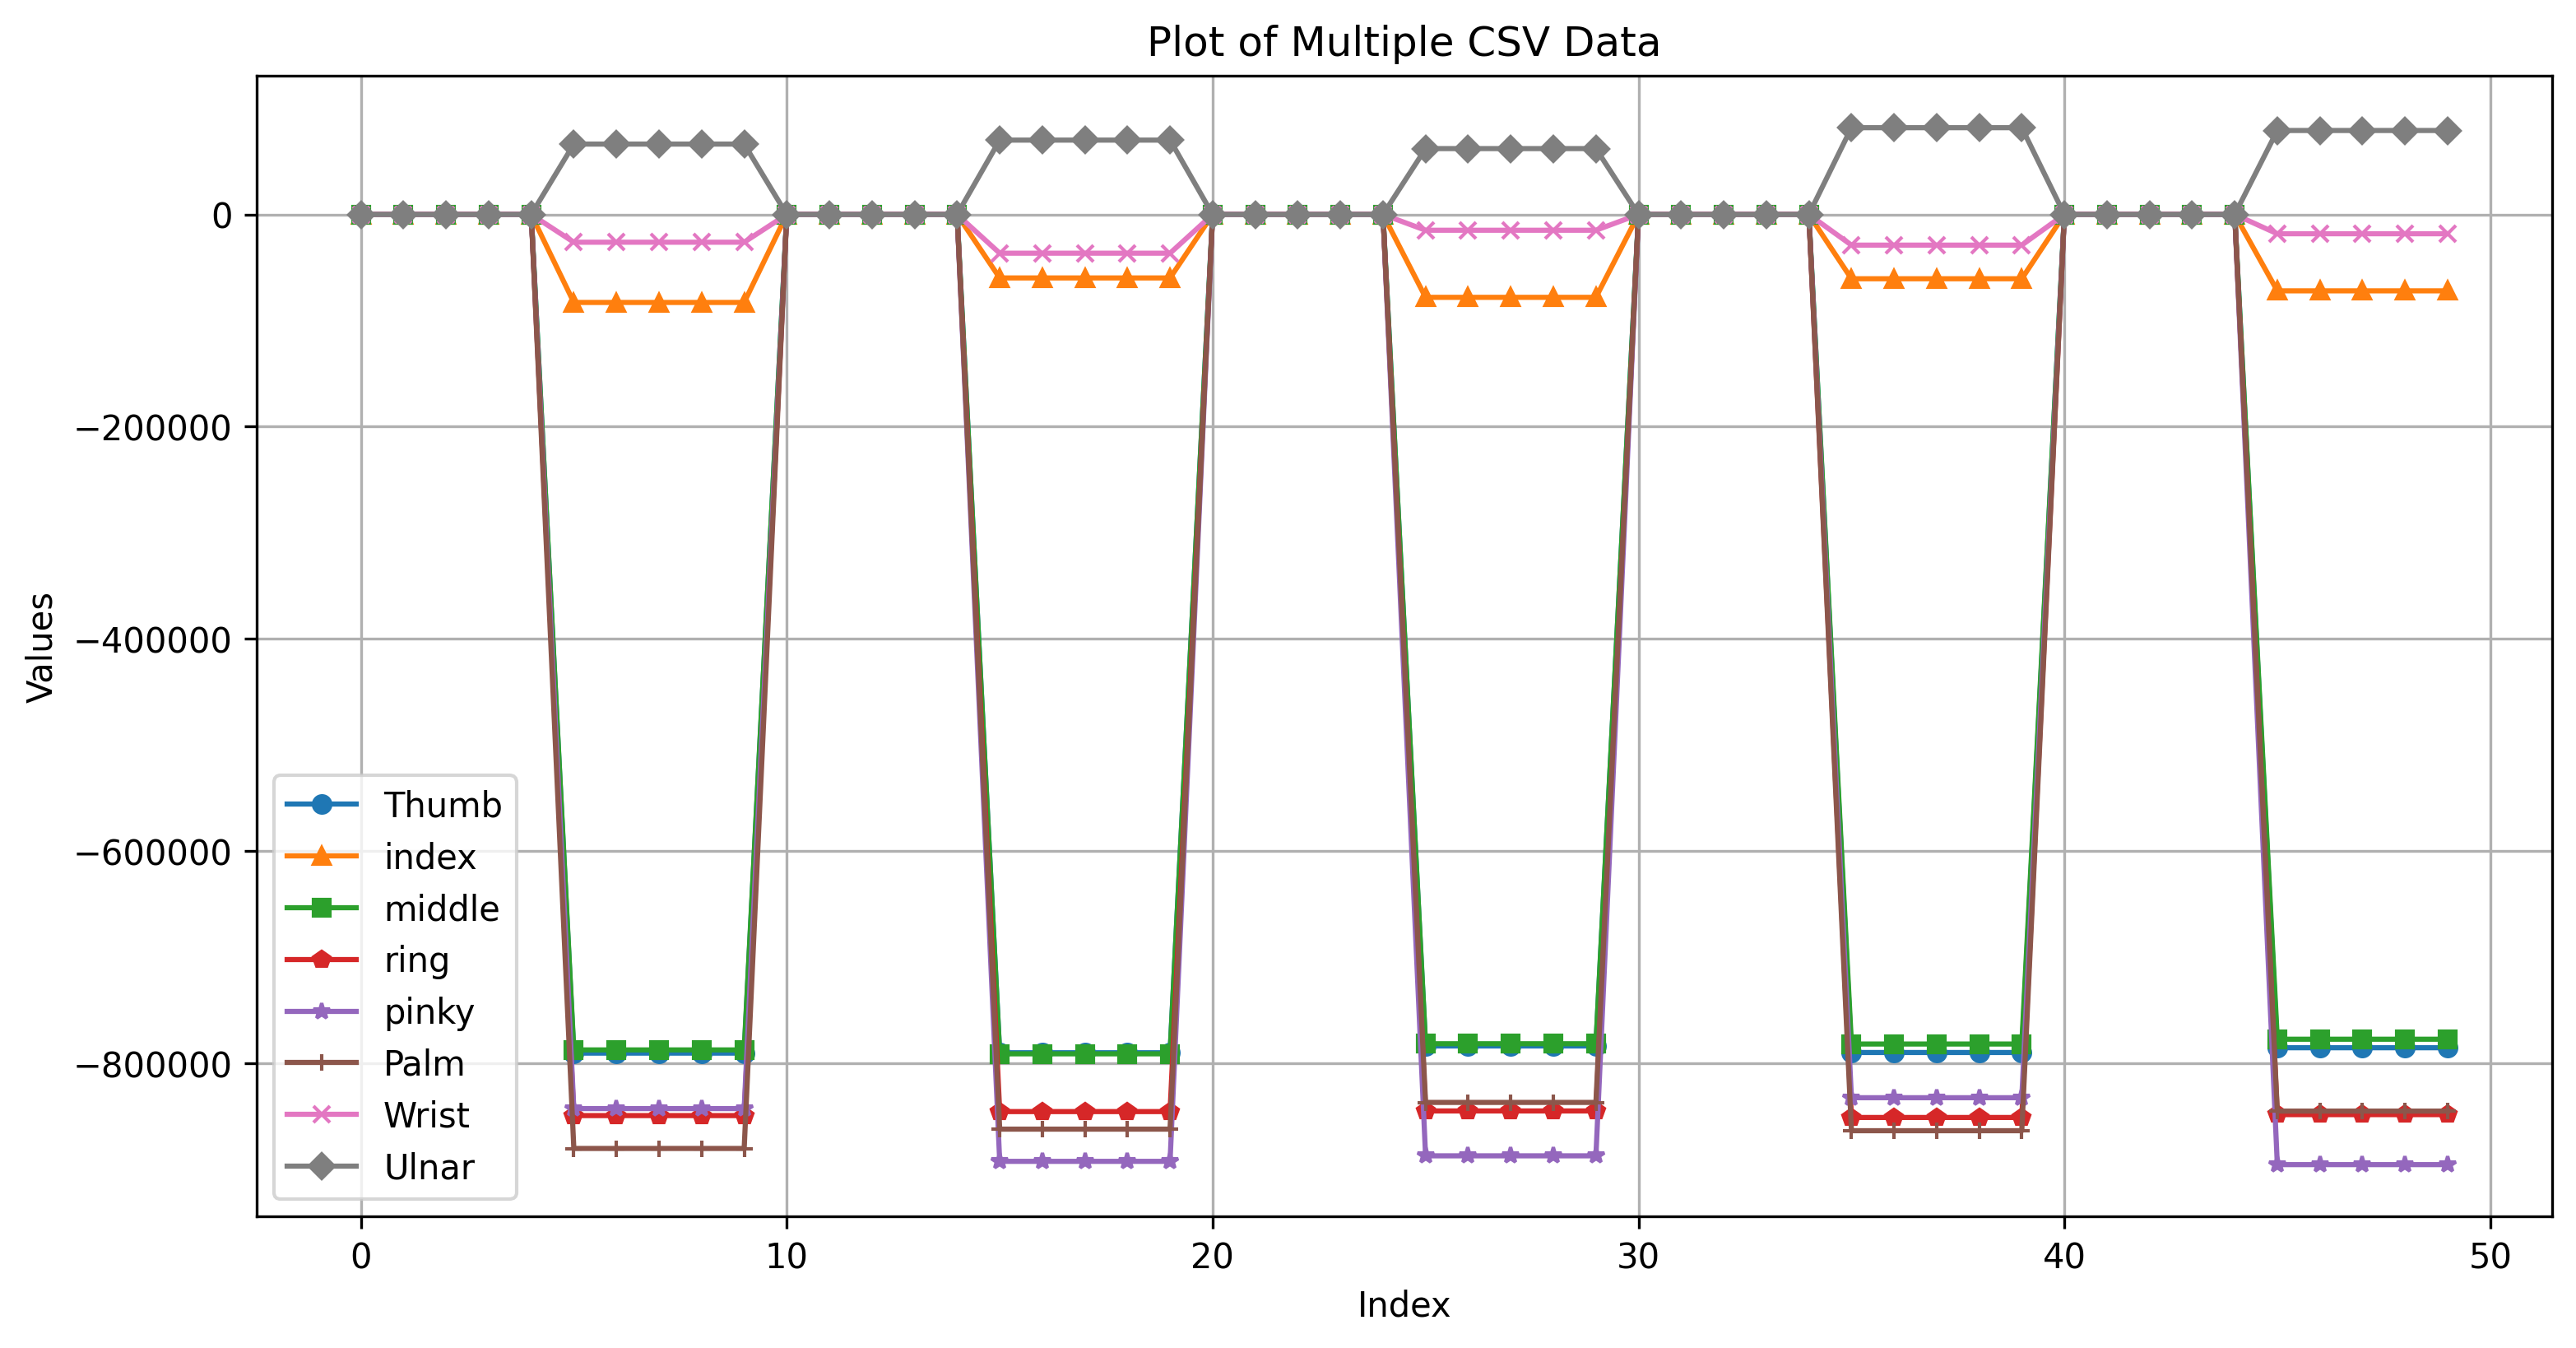 Plot of Multiple CSV Data
Values
0
−200000
−400000
−600000
−800000
Thumb
index
middle
ring
pinky
Palm
Wrist
Ulnar
0 10 20 30 40 50
Index